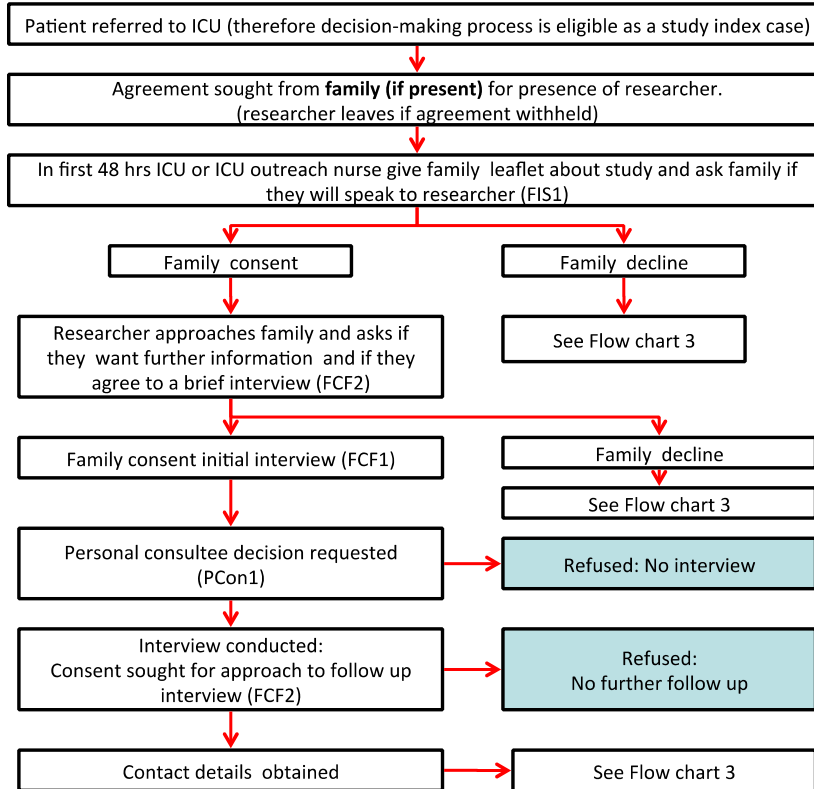 Patient referred to ICU (therefore decision-making process is eligible as a study index case)
Agreement sought from family (if present) for presence of researcher.
(researcher leaves if agreement withheld)
In first 48 hrs ICU or ICU outreach nurse give family leaflet about study and ask family if
they will speak to researcher (FIS1)
Family consent
Family decline
Researcher approaches family and asks if
they want further information and if they
agree to a brief interview (FCF2)
See Flow chart 3
Family consent initial interview (FCF1)
Family decline
See Flow chart 3
Personal consultee decision requested
(PCon1)
Refused: No interview
Interview conducted:
Consent sought for approach to follow up
interview (FCF2)
Refused:
No further follow up
Contact details obtained
See Flow chart 3